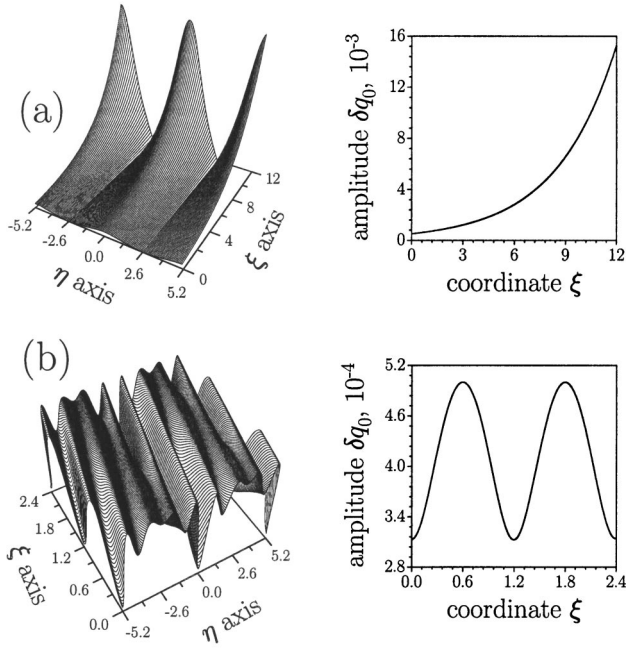 (a)
-5.2
-2.6
0.0
2.6
5.2
η axis
0
4
8
12
ξ axis
amplitude δq₀, 10⁻³
16
12
8
4
0
0 3 6 9 12
coordinate ξ
(b)
2.4
1.8
1.2
0.6
0.0
ξ axis
-5.2
-2.6
0.0
2.6
5.2
η axis
amplitude δq₀, 10⁻⁴
5.2
4.6
4.0
3.4
2.8
0.0 0.6 1.2 1.8 2.4
coordinate ξ